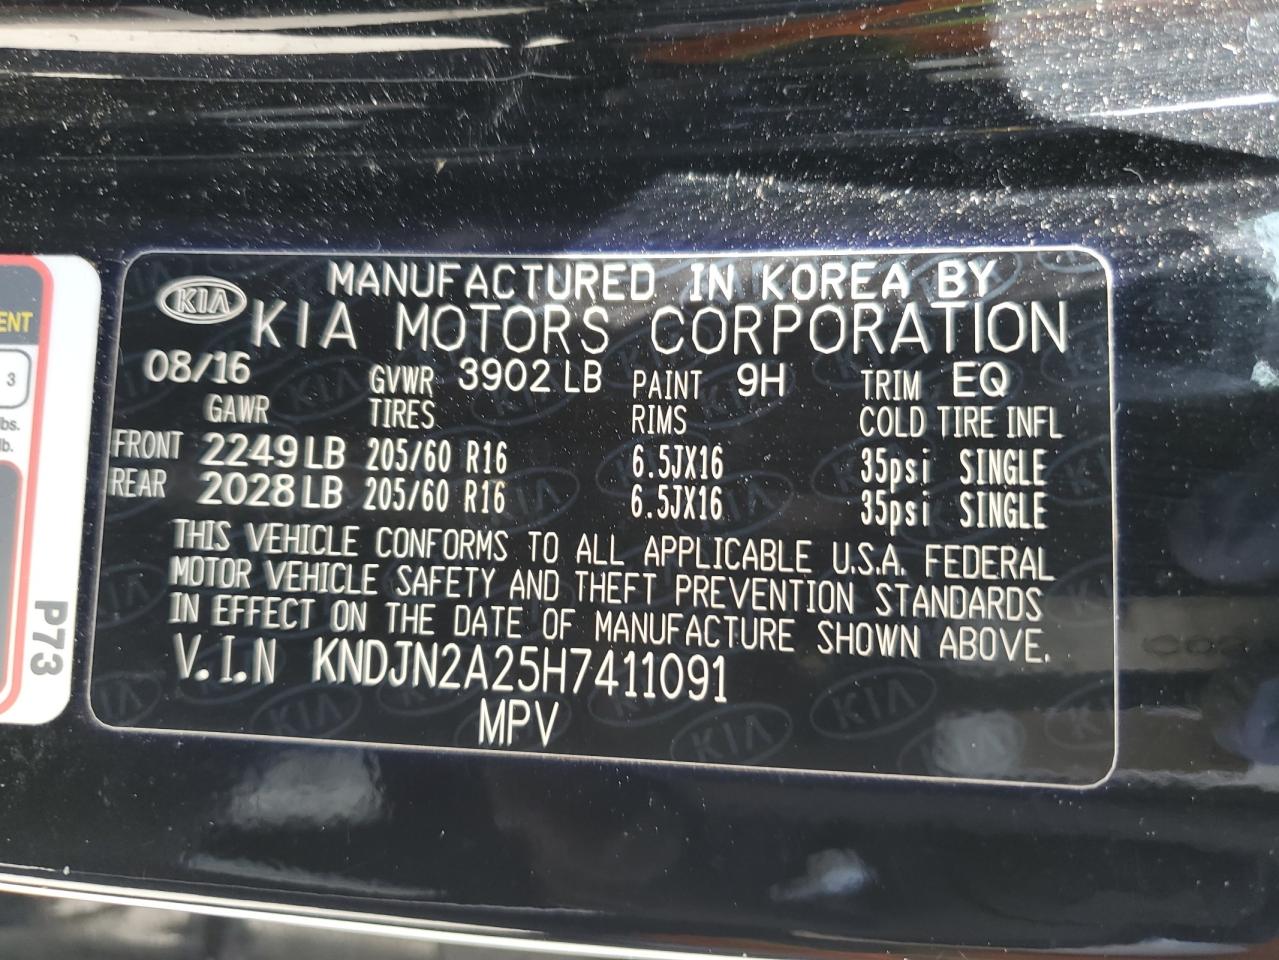 KIA
MANUFACTURED IN KOREA BY
KIA MOTORS CORPORATION
08/16 GVWR 3902 LB PAINT 9H TRIM EQ
GAWR TIRES RIMS COLD TIRE INFL
FRONT 2249 LB 205/60 R16 6.5JX16 35psi SINGLE
REAR 2028 LB 205/60 R16 6.5JX16 35psi SINGLE
THIS VEHICLE CONFORMS TO ALL APPLICABLE U.S.A. FEDERAL
MOTOR VEHICLE SAFETY AND THEFT PREVENTION STANDARDS
IN EFFECT ON THE DATE OF MANUFACTURE SHOWN ABOVE.
V.I.N KNDJN2A25H7411091
MPV
3
lbs.
lb.
P73